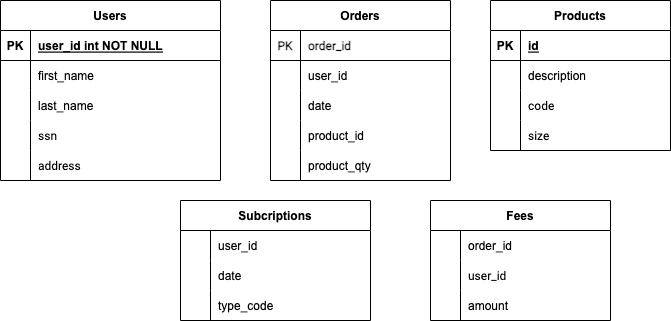 Users
PK user_id int NOT NULL
first_name
last_name
ssn
address
Orders
PK order_id
user_id
date
product_id
product_qty
Products
PK id
description
code
size
Subcriptions
user_id
date
type_code
Fees
order_id
user_id
amount